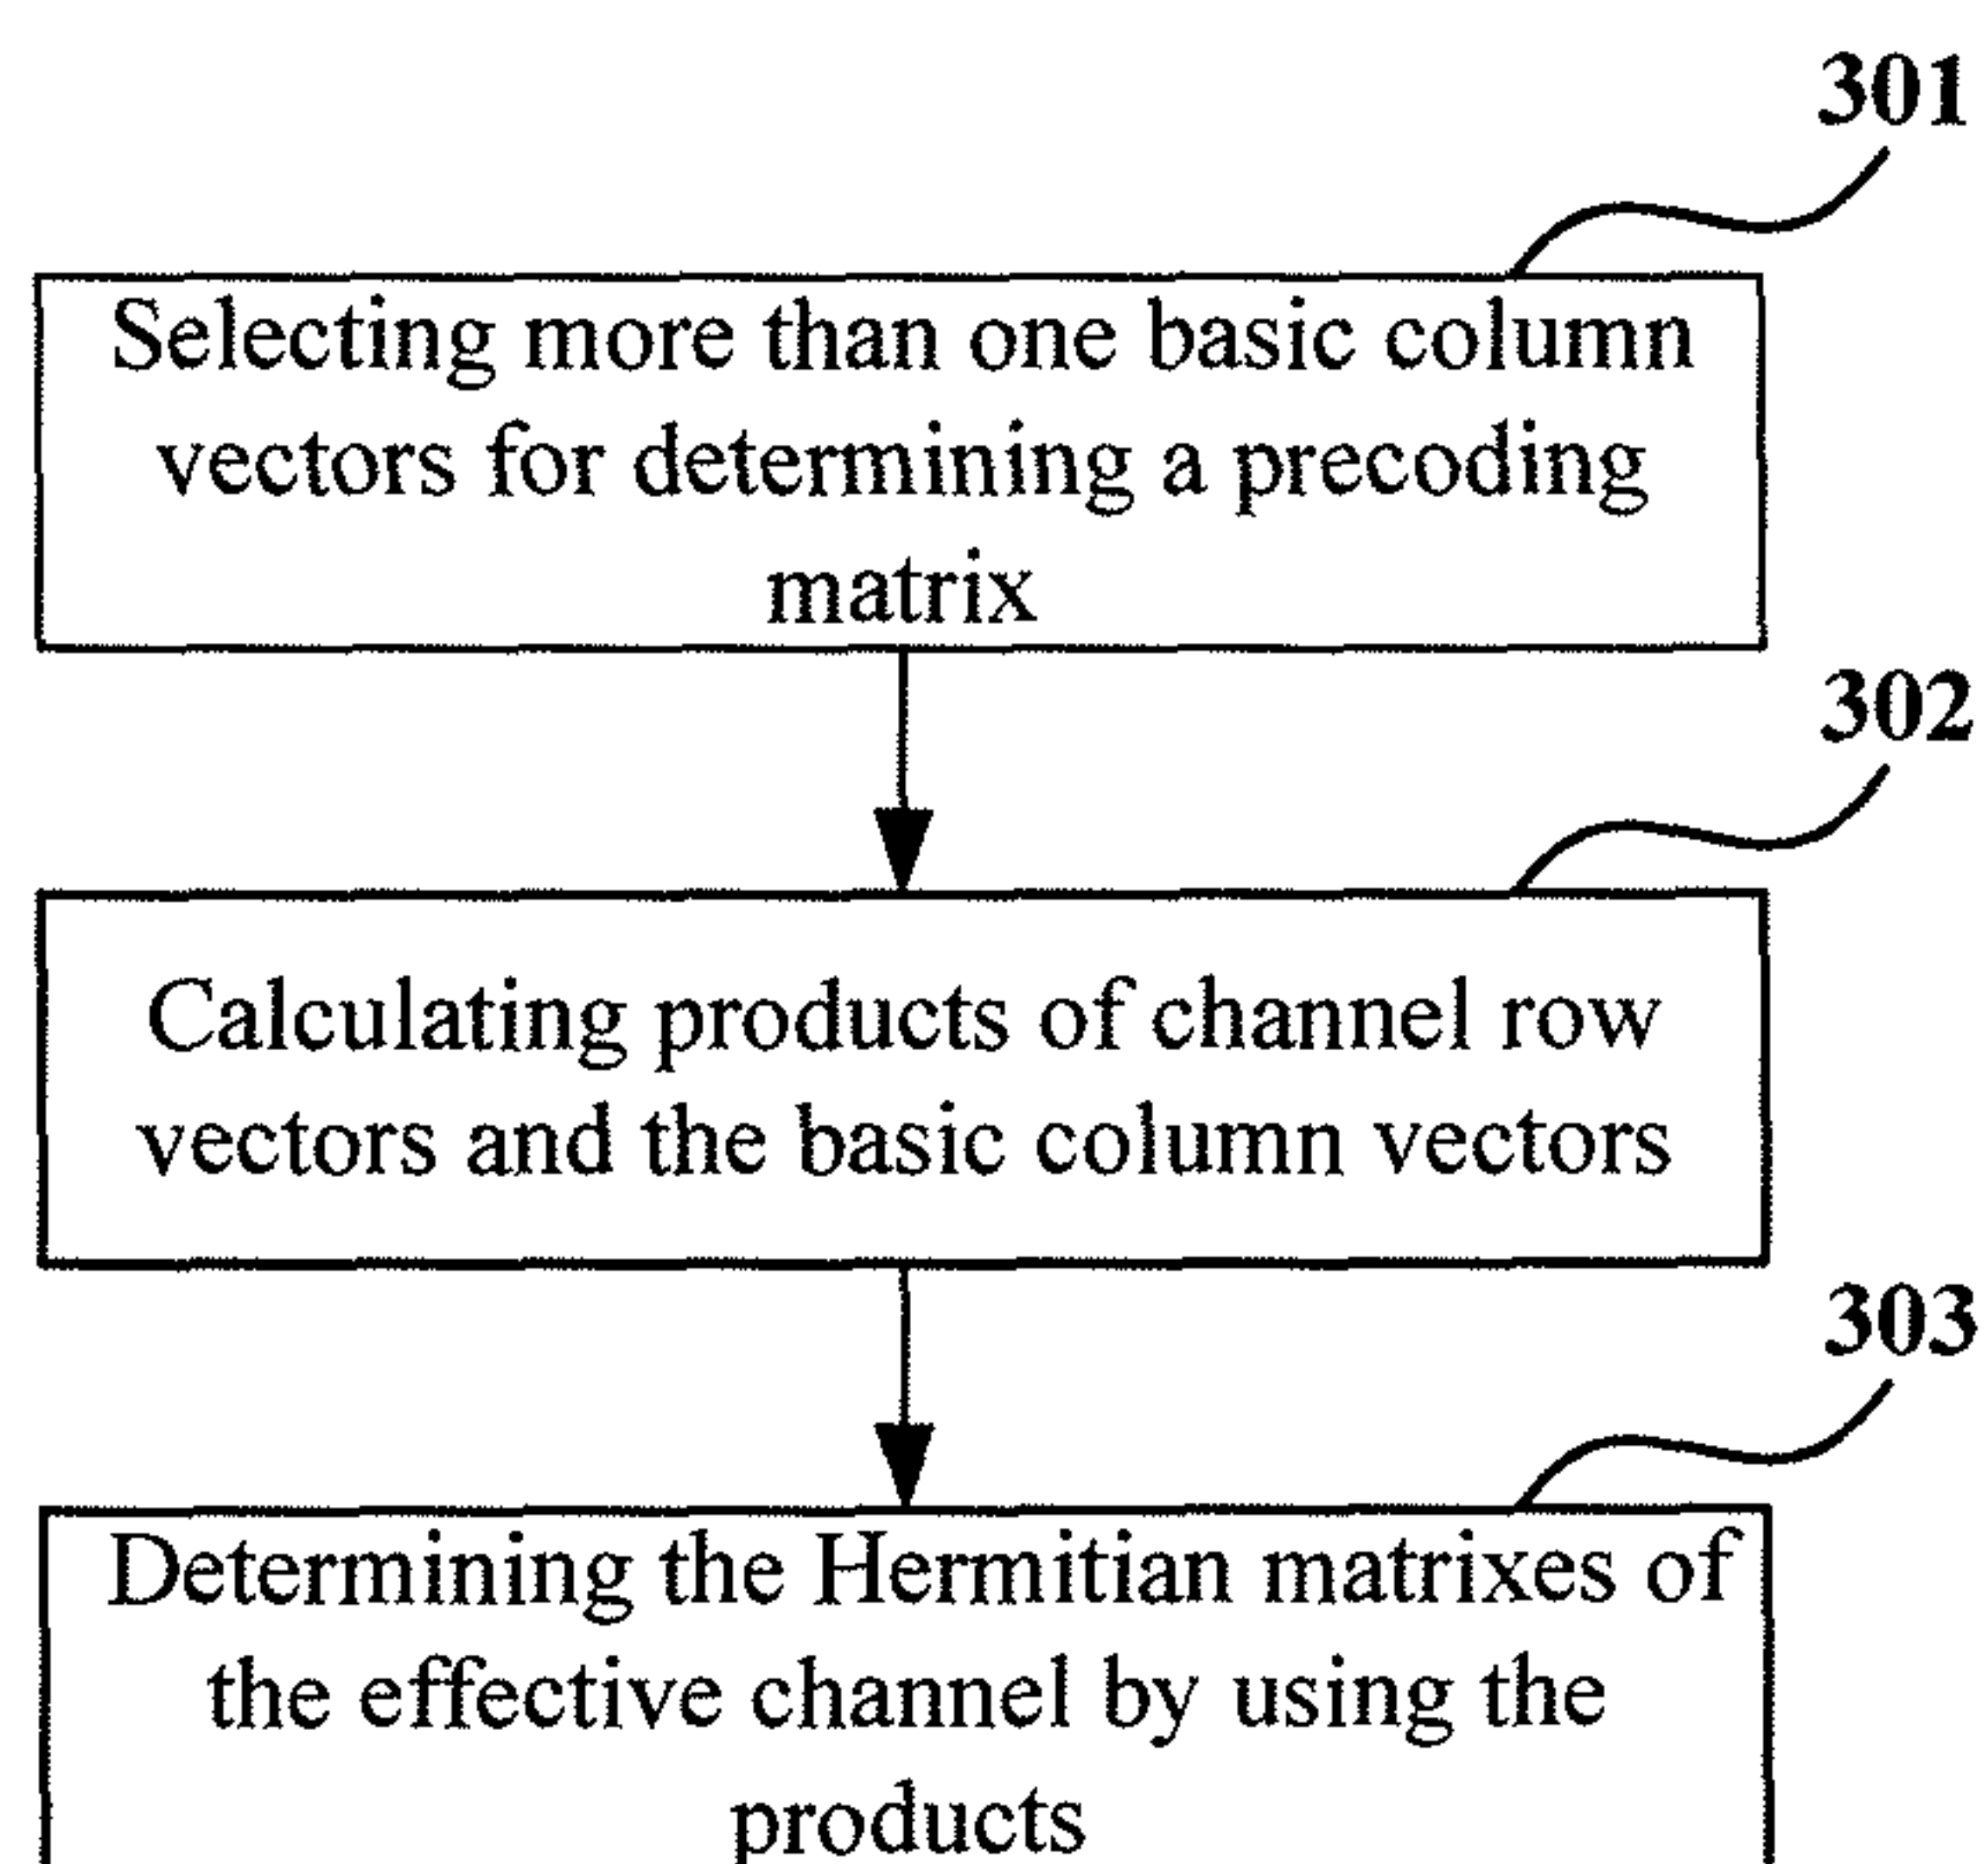 301
Selecting more than one basic column
vectors for determining a precoding
matrix
302
Calculating products of channel row
vectors and the basic column vectors
303
Determining the Hermitian matrixes of
the effective channel by using the
products